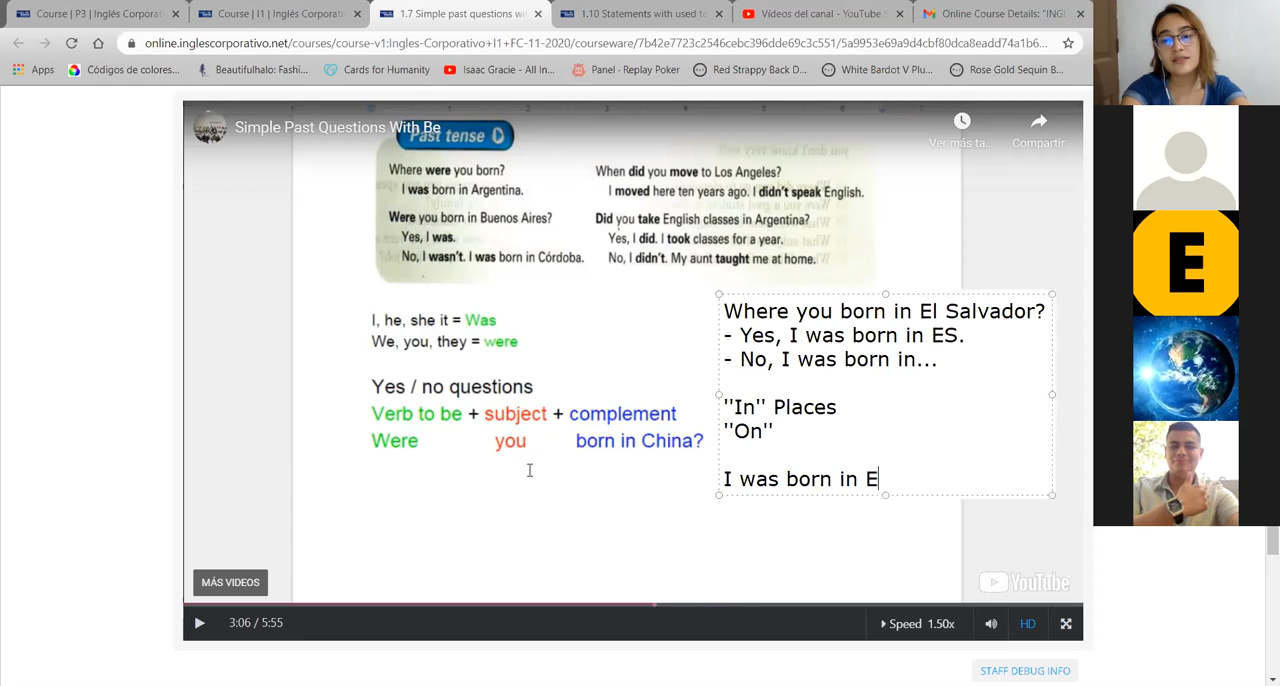 Course | P3 | Inglés Corporati
Course | I1 | Inglés Corporati
1.7 Simple past questions wi
1.10 Statements with used to
Vídeos del canal - YouTube
Online Course Details: "ING
online.inglescorporativo.net/courses/course-v1:Ingles-Corporativo+I1+FC-11-2020/courseware/7b42e7723c2546cebc396dde69c3c551/5a9953e69a9d4cbf80dca8eadd74a1b6...
Apps
Códigos de colores...
Beautifulhalo: Fashi...
Cards for Humanity
Isaac Gracie - All In...
Panel · Replay Poker
Red Strappy Back D...
White Bardot V Plu...
Rose Gold Sequin B...
Simple Past Questions With Be
Ver más ta...
Compartir
Past tense
Where were you born?
I was born in Argentina.
Were you born in Buenos Aires?
Yes, I was.
No, I wasn't. I was born in Córdoba.
When did you move to Los Angeles?
I moved here ten years ago. I didn't speak English.
Did you take English classes in Argentina?
Yes, I did. I took classes for a year.
No, I didn't. My aunt taught me at home.
I, he, she it = Was
We, you, they = were
Yes / no questions
Verb to be + subject + complement
Were you born in China?
Where you born in El Salvador?
- Yes, I was born in ES.
- No, I was born in...
''In'' Places
''On''
I was born in E
E
MÁS VIDEOS
YouTube
3:06 / 5:55
Speed 1.50x
HD
STAFF DEBUG INFO